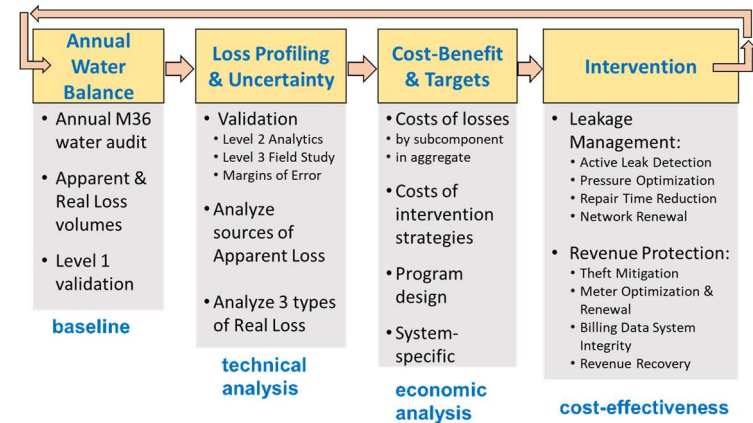 Annual
Water
Balance
• Annual M36
water audit
• Apparent &
Real Loss
volumes
• Level 1
validation
baseline
Loss Profiling
& Uncertainty
• Validation
• Level 2 Analytics
• Level 3 Field Study
• Margins of Error
• Analyze
sources of
Apparent Loss
• Analyze 3 types
of Real Loss
technical
analysis
Cost-Benefit
& Targets
• Costs of losses
• by subcomponent
• in aggregate
• Costs of
intervention
strategies
• Program
design
• System-
specific
economic
analysis
Intervention
• Leakage
Management:
• Active Leak Detection
• Pressure Optimization
• Repair Time Reduction
• Network Renewal
• Revenue Protection:
• Theft Mitigation
• Meter Optimization &
Renewal
• Billing Data System
Integrity
• Revenue Recovery
cost-effectiveness